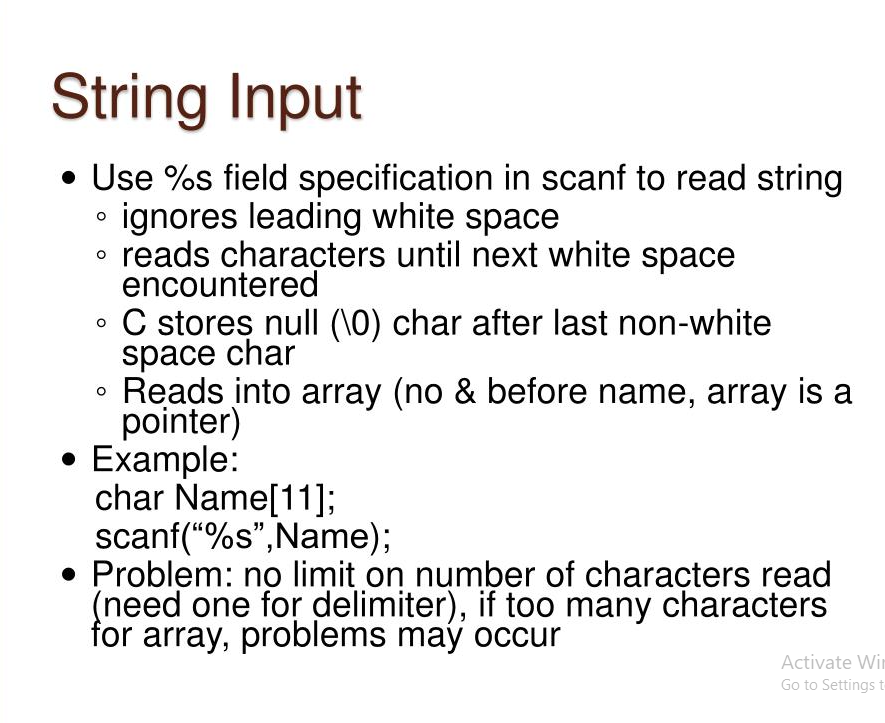 String Input
• Use %s field specification in scanf to read string
◦ ignores leading white space
◦ reads characters until next white space
encountered
◦ C stores null (\0) char after last non-white
space char
◦ Reads into array (no & before name, array is a
pointer)
• Example:
char Name[11];
scanf(“%s”,Name);
• Problem: no limit on number of characters read
(need one for delimiter), if too many characters
for array, problems may occur
Activate Wi
Go to Settings t